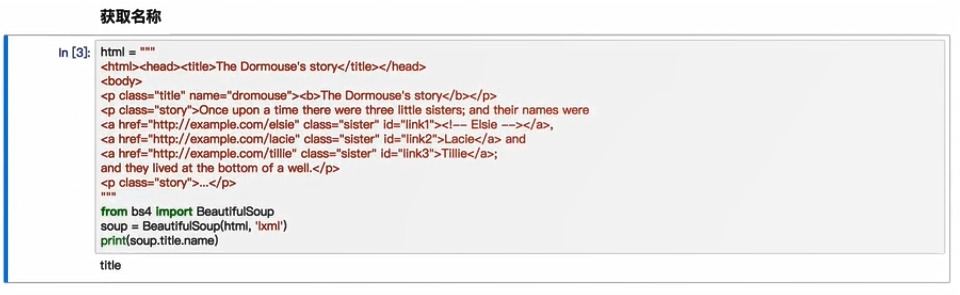 获取名称
In [3]: html = """
<html><head><title>The Dormouse's story</title></head>
<body>
<p class="title" name="dromouse"><b>The Dormouse's story</b></p>
<p class="story">Once upon a time there were three little sisters; and their names were
<a href="http://example.com/elsie" class="sister" id="link1"><!-- Elsie --></a>,
<a href="http://example.com/lacie" class="sister" id="link2">Lacie</a> and
<a href="http://example.com/tillie" class="sister" id="link3">Tillie</a>;
and they lived at the bottom of a well.</p>
<p class="story">...</p>
"""
from bs4 import BeautifulSoup
soup = BeautifulSoup(html, 'lxml')
print(soup.title.name)
title